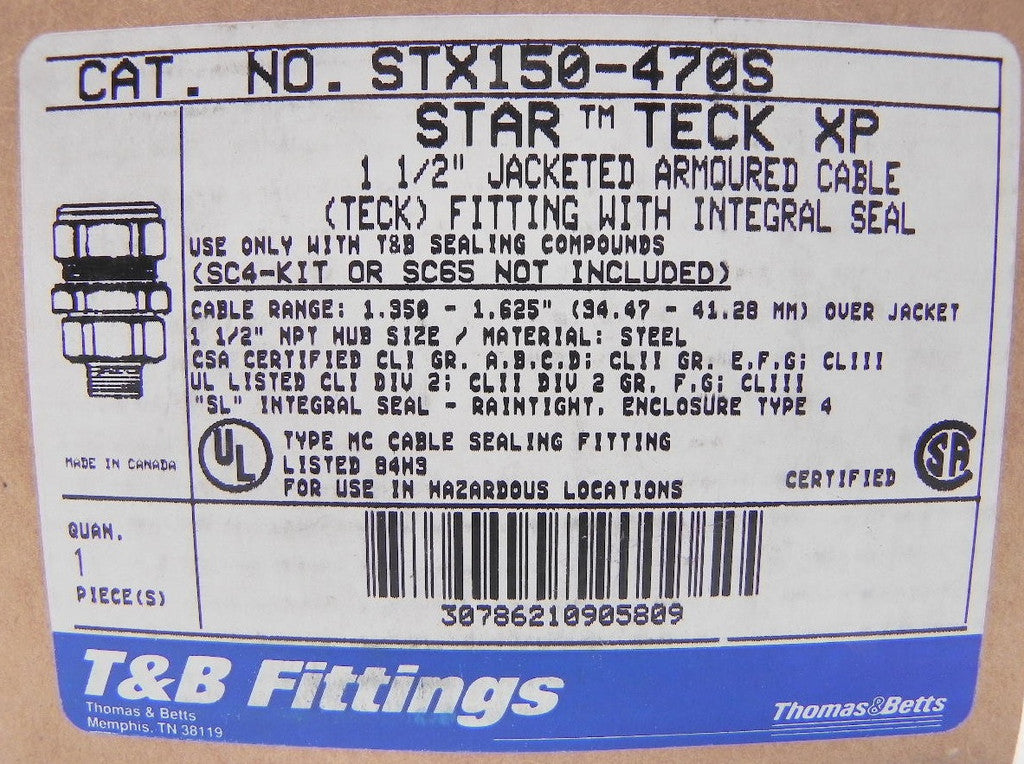 CAT. NO. STX150-470S
STAR™ TECK XP
1 1/2" JACKETED ARMOURED CABLE
(TECK) FITTING WITH INTEGRAL SEAL
USE ONLY WITH T&B SEALING COMPOUNDS
(SC4-KIT OR SC65 NOT INCLUDED)
CABLE RANGE: 1.350 - 1.625" (34.47 - 41.28 MM) OVER JACKET
1 1/2" NPT HUB SIZE / MATERIAL: STEEL
CSA CERTIFIED CLI GR. A,B,C,D; CLII GR. E,F,G; CLIII
UL LISTED CLI DIV 2; CLII DIV 2 GR. F,G; CLIII
"SL" INTEGRAL SEAL - RAINTIGHT, ENCLOSURE TYPE 4
MADE IN CANADA
UL
TYPE MC CABLE SEALING FITTING
LISTED 84H3
FOR USE IN HAZARDOUS LOCATIONS
CERTIFIED
SA
QUAN.
1
PIECE(S)
30786210905809
T&B Fittings
Thomas & Betts
Memphis, TN 38119
Thomas&Betts